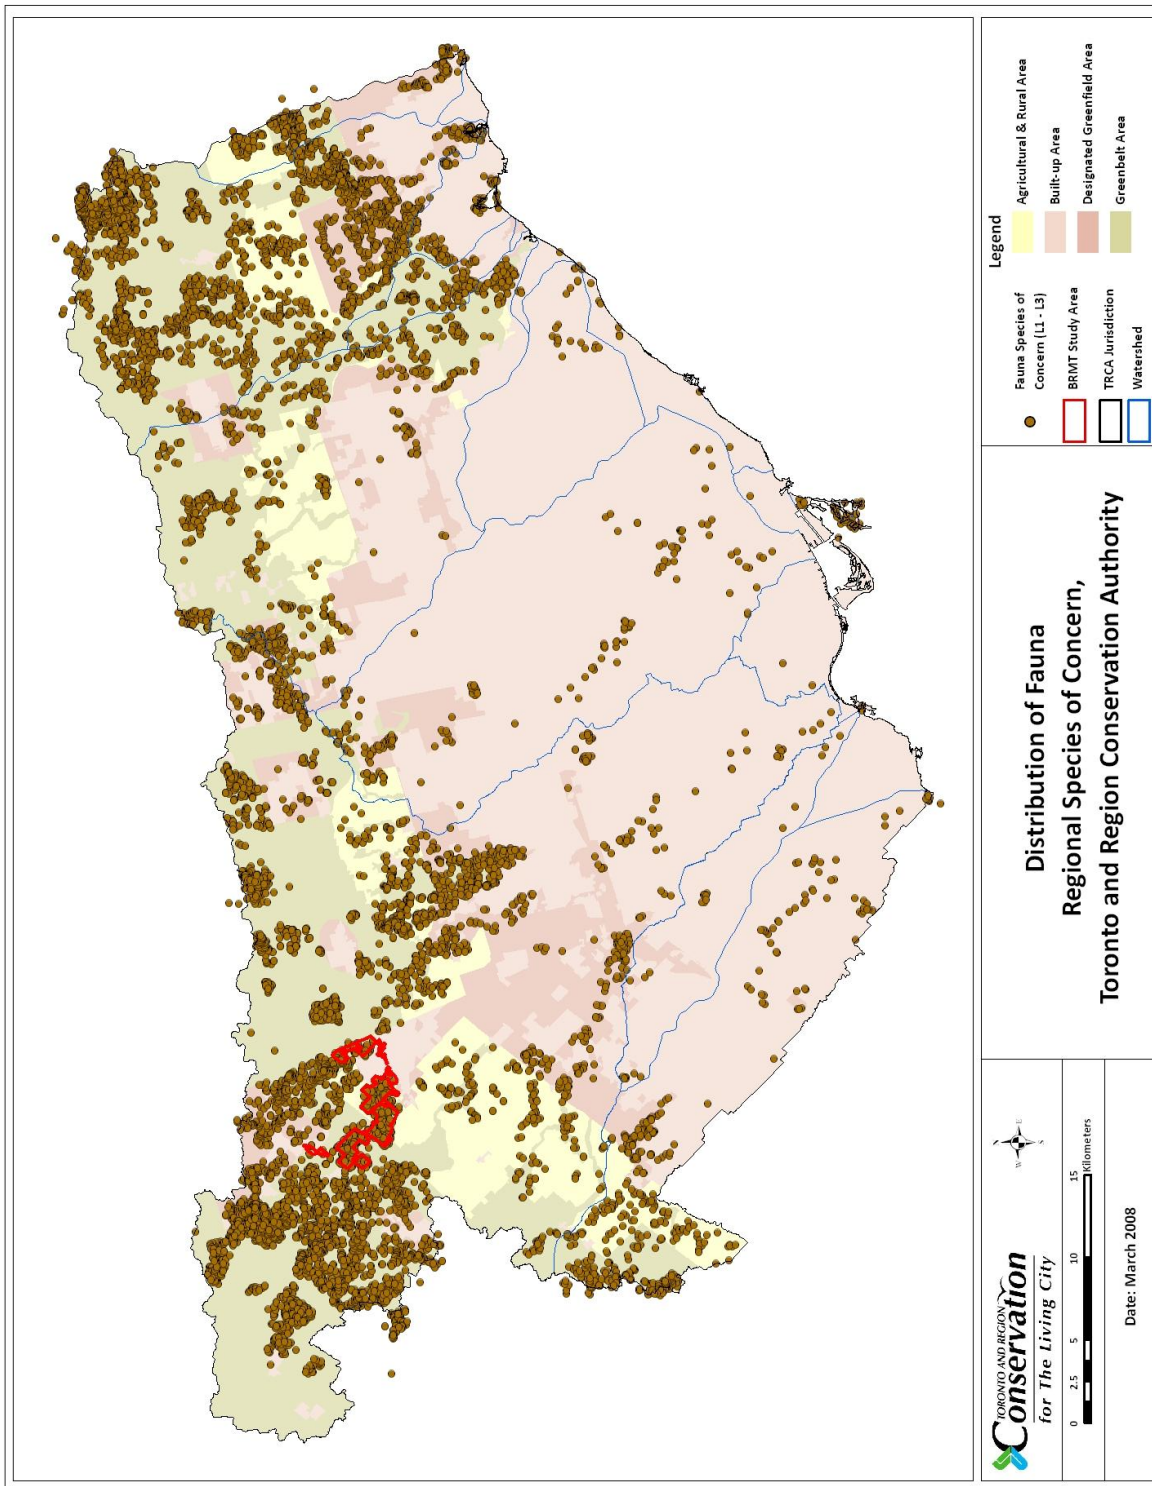 Distribution of Fauna
Regional Species of Concern,
Toronto and Region Conservation Authority
Legend
Fauna Species of
Concern (L1 - L3)
BRMT Study Area
TRCA Jurisdiction
Watershed
Agricultural & Rural Area
Built-up Area
Designated Greenfield Area
Greenbelt Area
TORONTO AND REGION
Conservation
for The Living City
N
W E
S
0 2.5 5 10 15
Kilometers
Date: March 2008